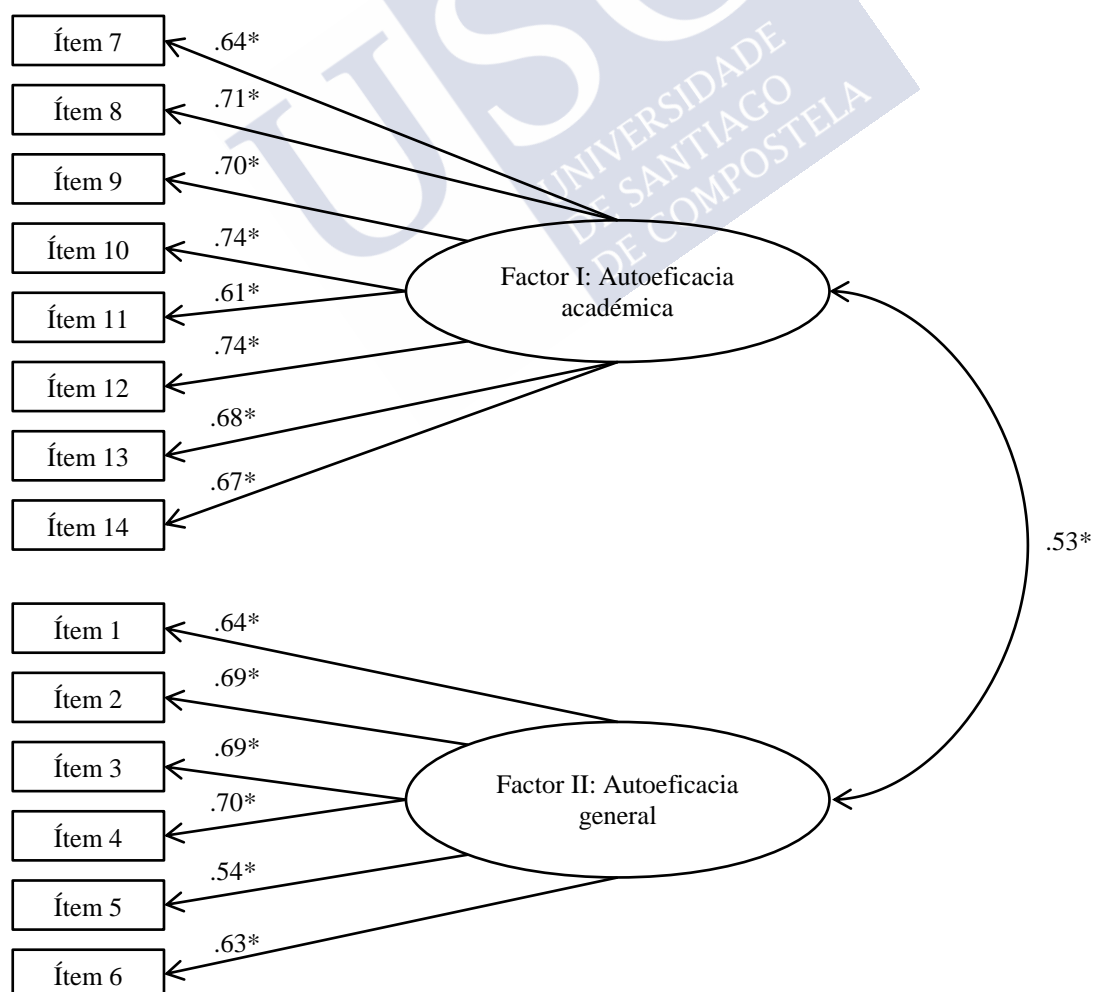 Ítem 7
.64*
Ítem 8
.71*
Ítem 9
.70*
Ítem 10
.74*
Ítem 11
.61*
Ítem 12
.74*
Ítem 13
.68*
Ítem 14
.67*
Factor I: Autoeficacia
académica
.53*
Ítem 1
.64*
Ítem 2
.69*
Ítem 3
.69*
Ítem 4
.70*
Ítem 5
.54*
Ítem 6
.63*
Factor II: Autoeficacia
general
USC
UNIVERSIDADE
DE SANTIAGO
DE COMPOSTELA